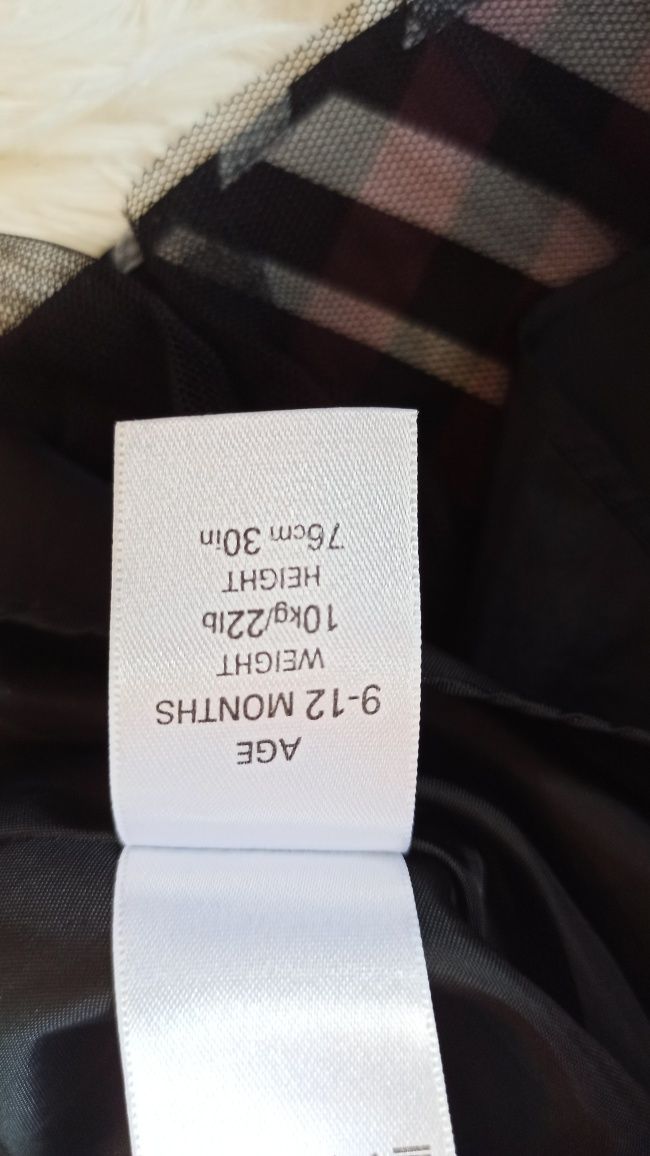 AGE
9-12 MONTHS
WEIGHT
10kg/22lb
HEIGHT
76cm 30in